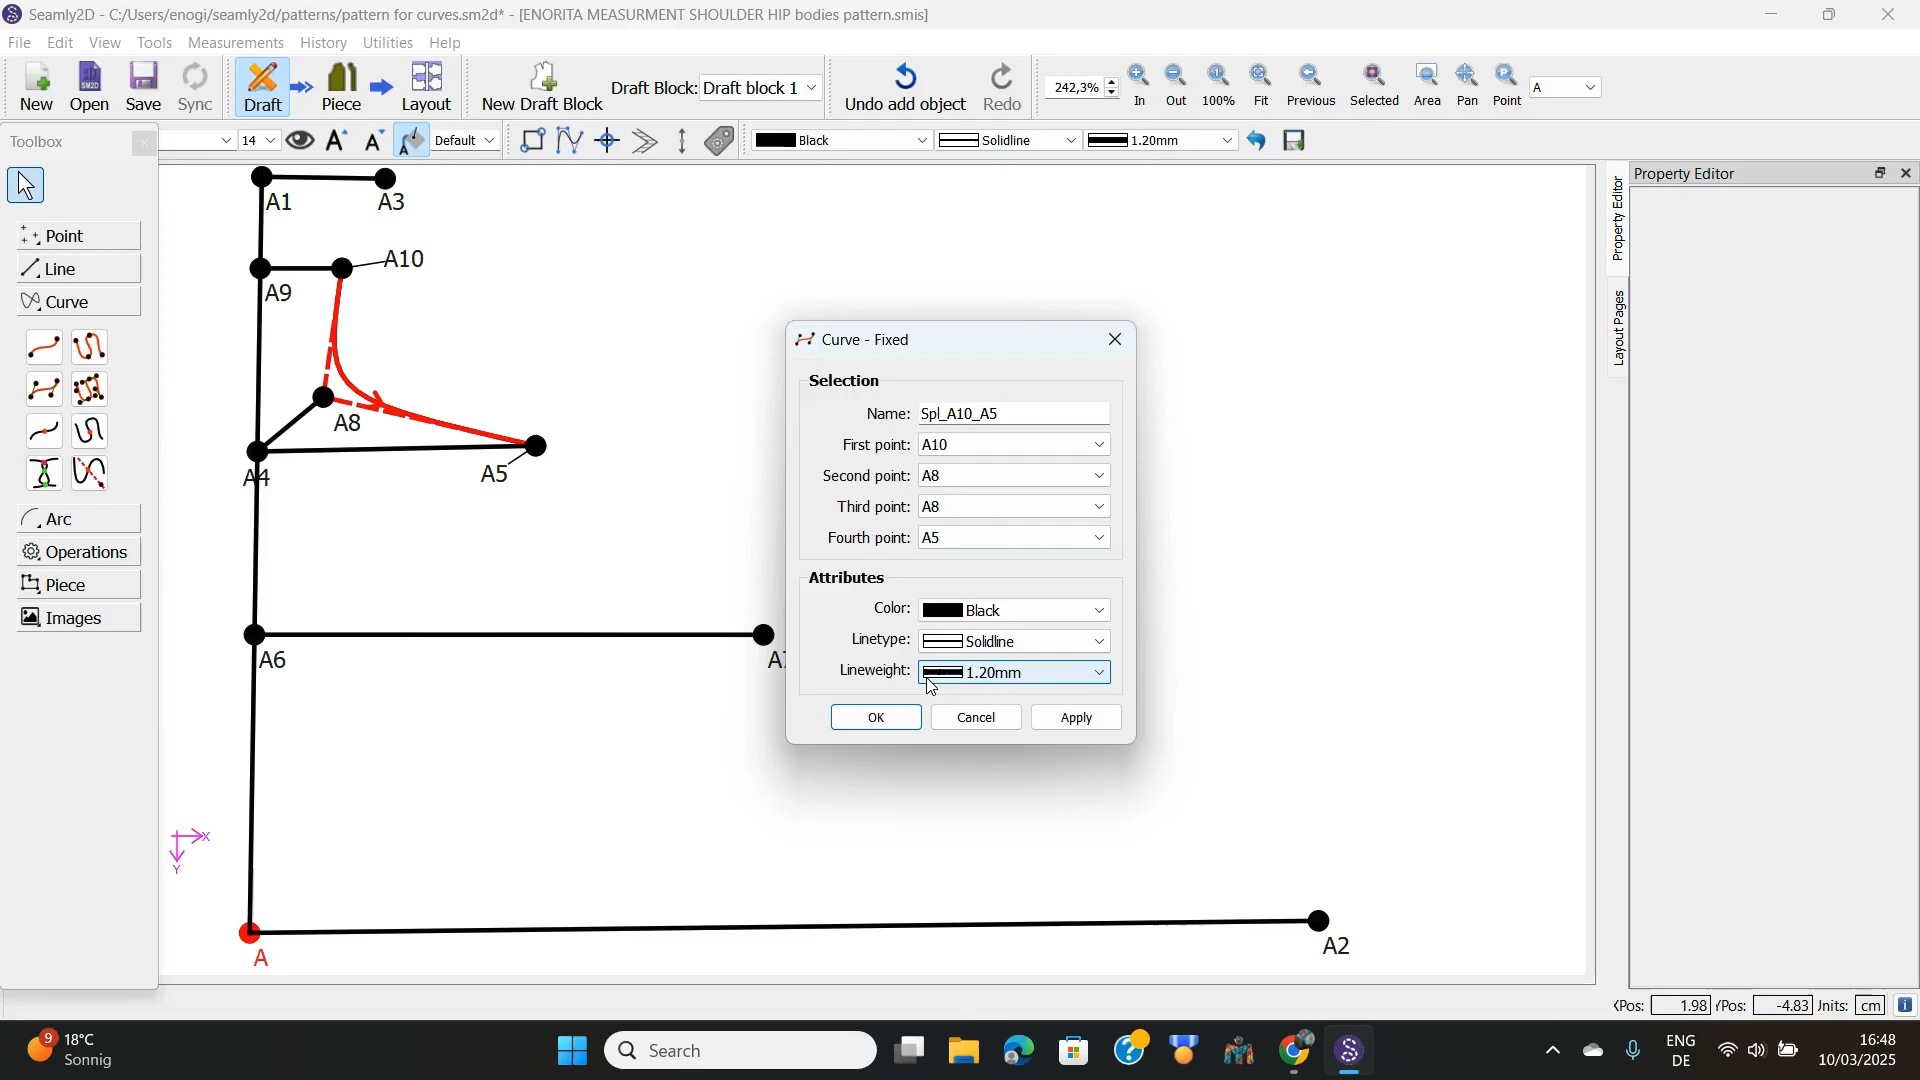 Seamly2D - C:/Users/enogi/seamly2d/patterns/pattern for curves.sm2d* - [ENORITA MEASURMENT SHOULDER HIP bodies pattern.smis]
File Edit View Tools Measurements History Utilities Help
New Open Save Sync Draft Piece Layout New Draft Block Draft Block: Draft block 1 Undo add object Redo 242,3% In Out 100% Fit Previous Selected Area Pan Point A
Toolbox
14 Default Black Solidline 1.20mm
Property Editor
Property Editor
Layout Pages
Point
Line
Curve
Arc
Operations
Piece
Images
A1 A3
A10
A9
A8
A5
A4
A6
A7
X
Y
A
A2
Curve - Fixed
Selection
Name: Spl_A10_A5
First point: A10
Second point: A8
Third point: A8
Fourth point: A5
Attributes
Color: Black
Linetype: Solidline
Lineweight: 1.20mm
OK Cancel Apply
XPos: 1.98 YPos: -4.83 Units: cm
9 18°C
Sonnig
Search
ENG
DE
16:48
10/03/2025